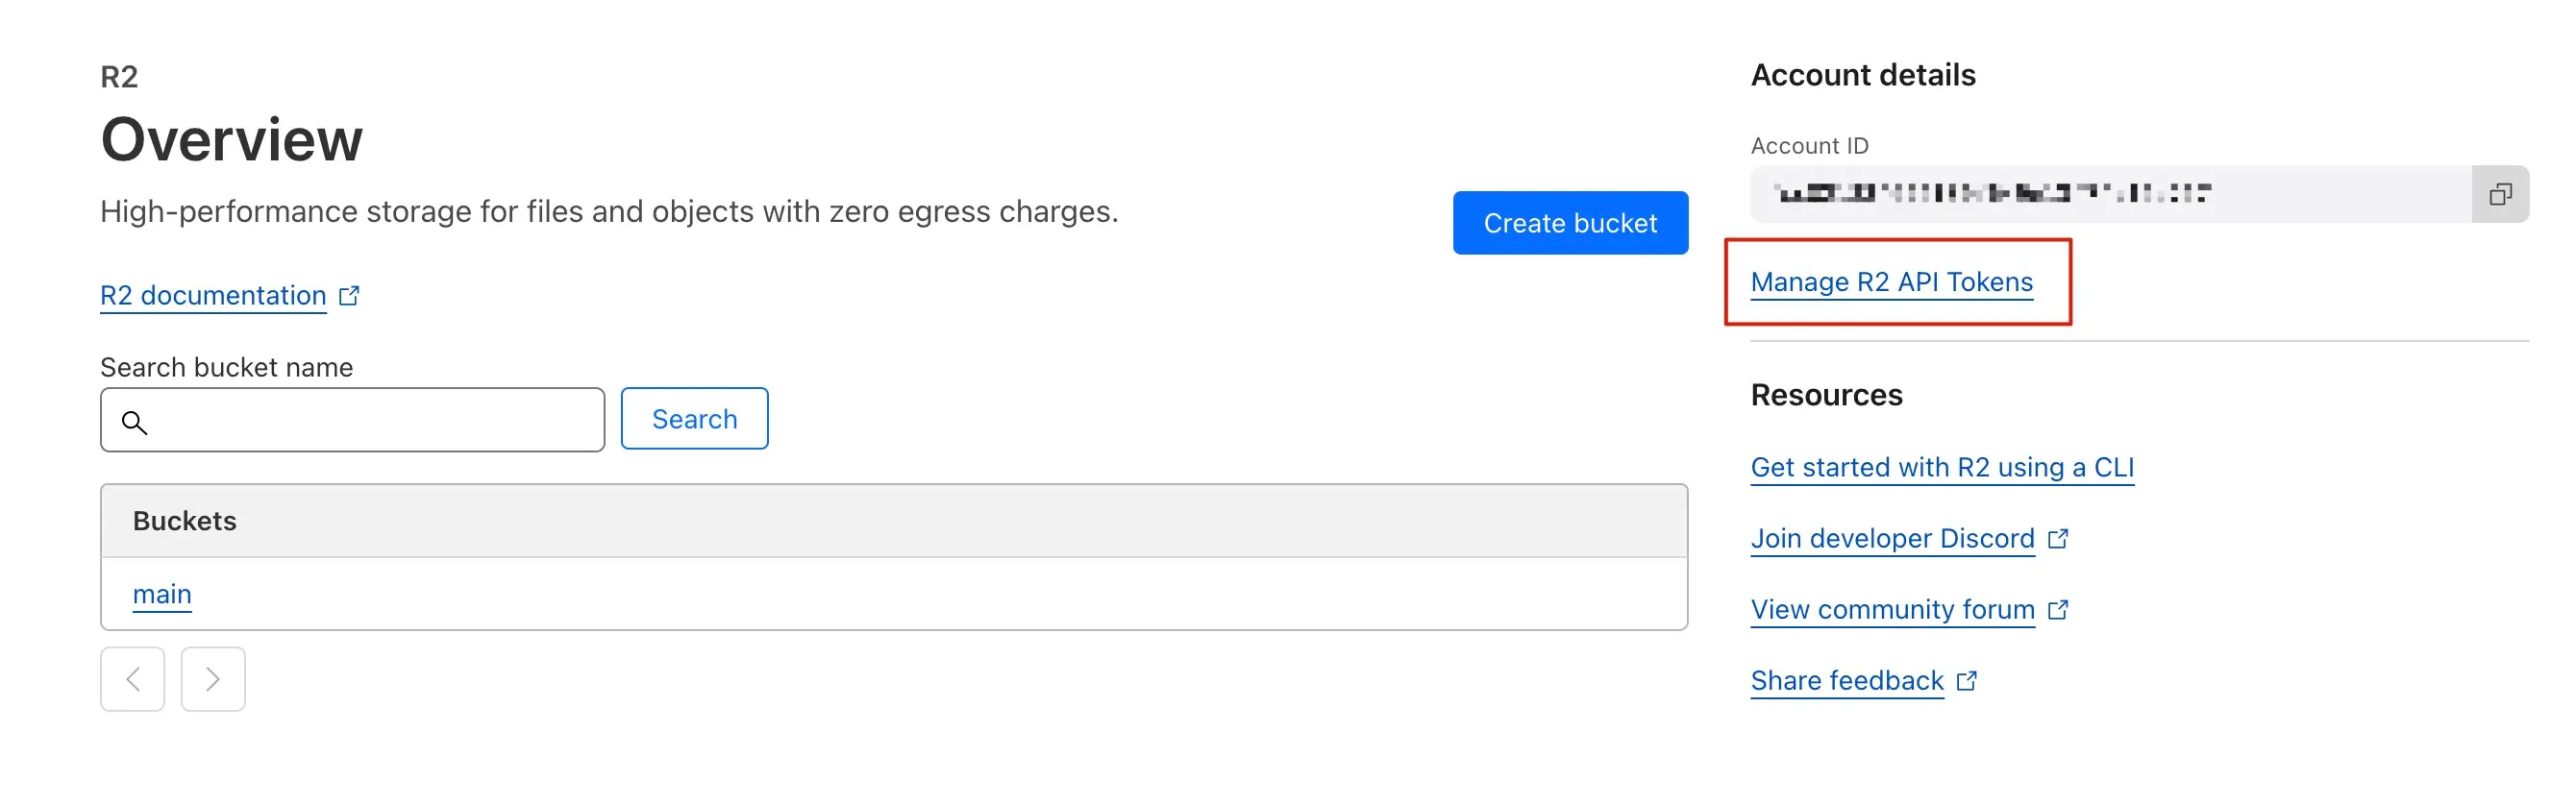 R2
Overview
High-performance storage for files and objects with zero egress charges.
Create bucket
R2 documentation
Search bucket name
Search
Buckets
main
Account details
Account ID
Manage R2 API Tokens
Resources
Get started with R2 using a CLI
Join developer Discord
View community forum
Share feedback